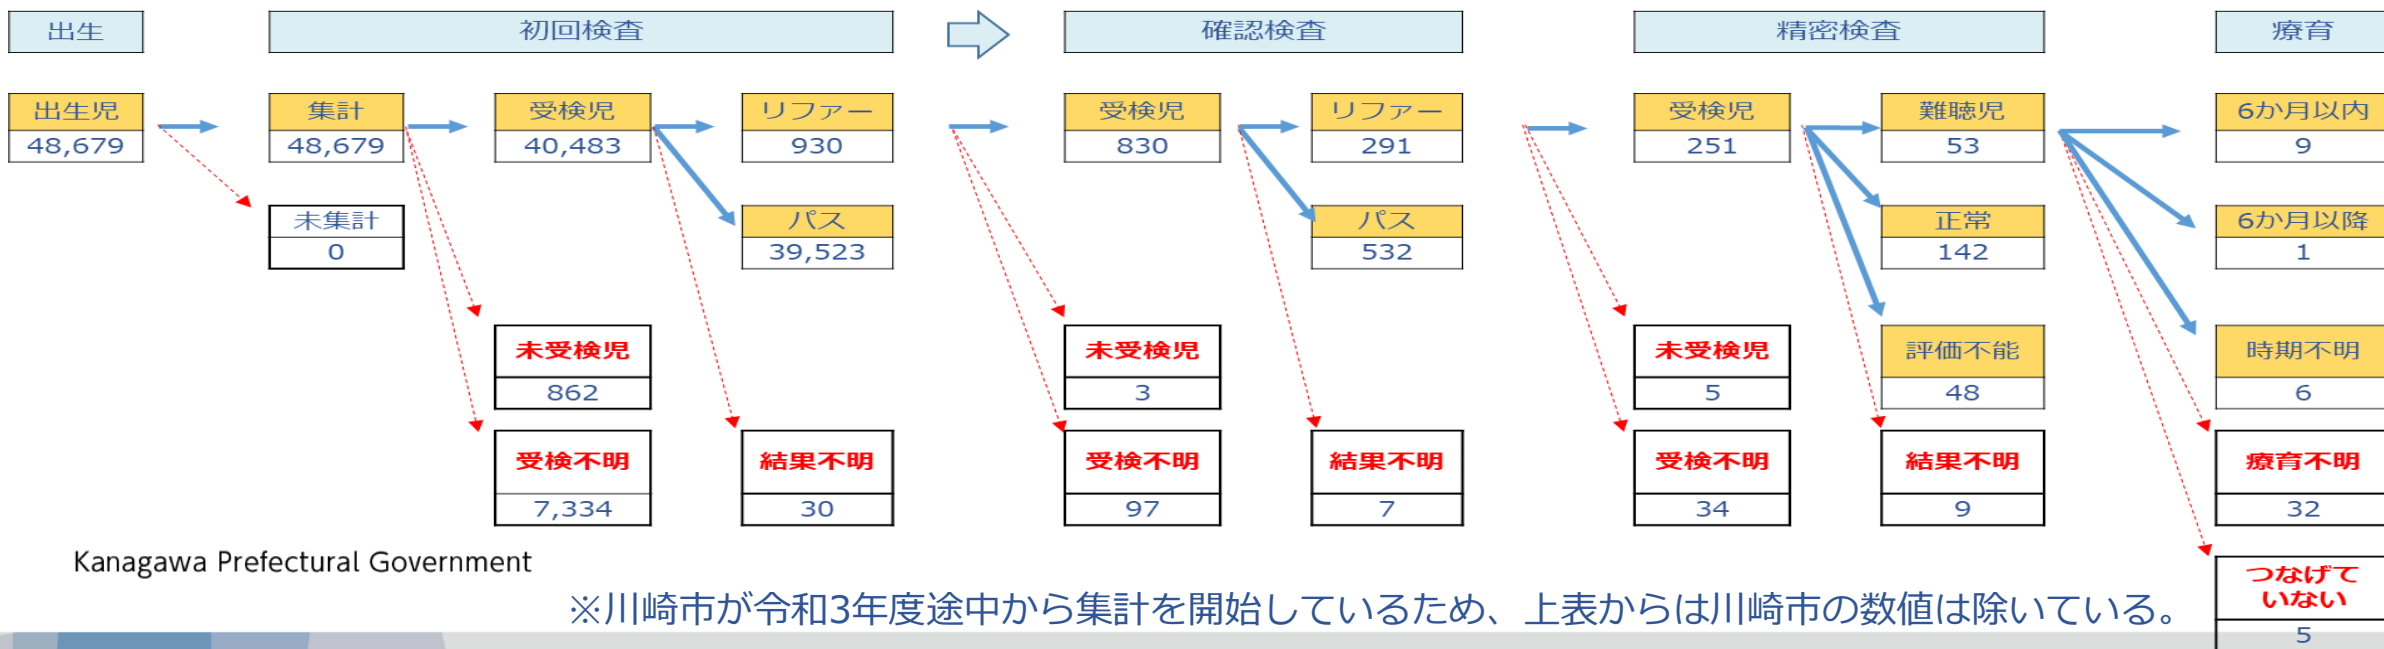 出生
初回検査
確認検査
精密検査
療育
出生児
集計
受検児
リファー
受検児
リファー
受検児
難聴児
6か月以内
48,679
48,679
40,483
930
830
291
251
53
9
未集計
パス
パス
正常
6か月以降
0
39,523
532
142
1
未受検児
未受検児
未受検児
評価不能
時期不明
862
3
5
48
6
受検不明
結果不明
受検不明
結果不明
受検不明
結果不明
療育不明
7,334
30
97
7
34
9
32
Kanagawa Prefectural Government
つなげて
いない
5
※川崎市が令和3年度途中から集計を開始しているため、上表からは川崎市の数値は除いている。